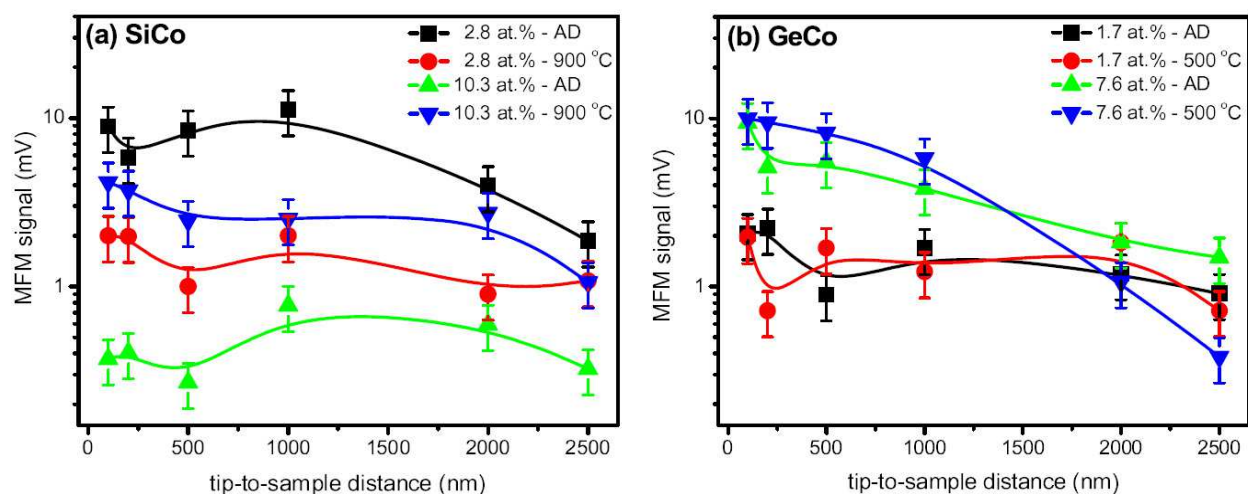 (a) SiCo
2.8 at.% - AD
2.8 at.% - 900 °C
10.3 at.% - AD
10.3 at.% - 900 °C
10
1
MFM signal (mV)
0 500 1000 1500 2000 2500
tip-to-sample distance (nm)
(b) GeCo
1.7 at.% - AD
1.7 at.% - 500 °C
7.6 at.% - AD
7.6 at.% - 500 °C
10
1
MFM signal (mV)
0 500 1000 1500 2000 2500
tip-to-sample distance (nm)